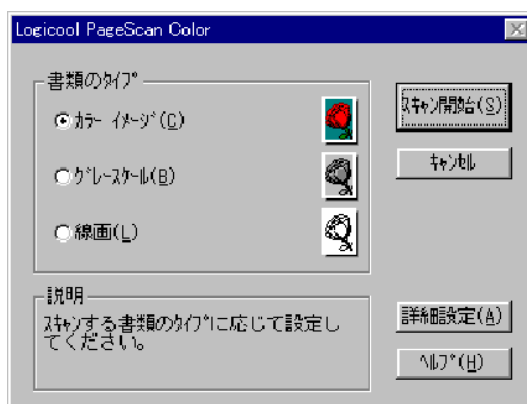 Logicool PageScan Color
書類のﾀｲﾌﾟ
ｶﾗｰ ｲﾒｰｼﾞ(C)
ｸﾞﾚｰｽｹｰﾙ(B)
線画(L)
ｽｷｬﾝ開始(S)
ｷｬﾝｾﾙ
説明
ｽｷｬﾝする書類のﾀｲﾌﾟに応じて設定し
てください。
詳細設定(A)
ﾍﾙﾌﾟ(H)